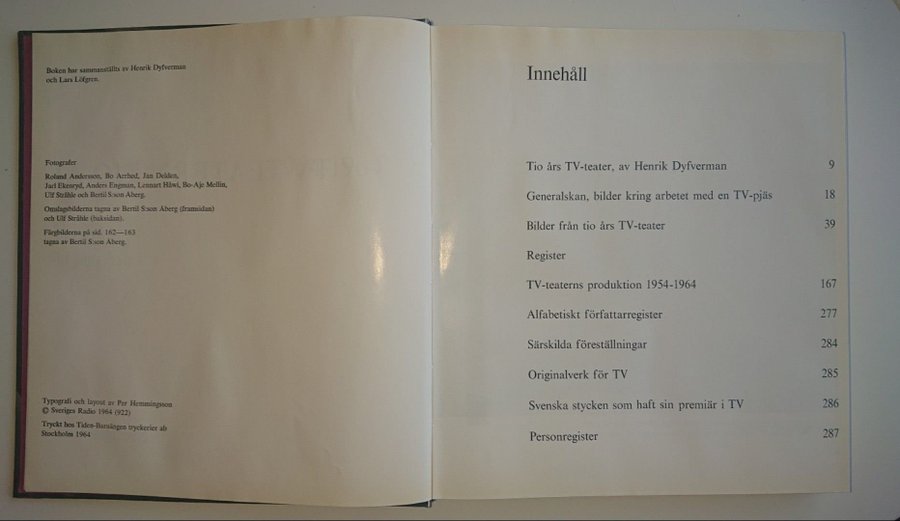 Boken har sammanställts av Henrik Dyfverman
och Lars Löfgren.
Fotografer
Roland Andersson, Bo Arrhed, Jan Delden,
Jarl Ekenryd, Anders Engman, Lennart Håwi, Bo-Aje Mellin,
Ulf Stråhle och Bertil S:son Åberg.
Omslagsbilderna tagna av Bertil S:son Åberg (framsidan)
och Ulf Stråhle (baksidan).
Färgbilderna på sid. 162—163
tagna av Bertil S:son Åberg.
Typografi och layout av Per Hemmingsson
© Sveriges Radio 1964 (922)
Tryckt hos Tiden-Barnängen tryckerier ab
Stockholm 1964
Innehåll
Tio års TV-teater, av Henrik Dyfverman 9
Generalskan, bilder kring arbetet med en TV-pjäs 18
Bilder från tio års TV-teater 39
Register
TV-teaterns produktion 1954-1964 167
Alfabetiskt författarregister 277
Särskilda föreställningar 284
Originalverk för TV 285
Svenska stycken som haft sin premiär i TV 286
Personregister 287